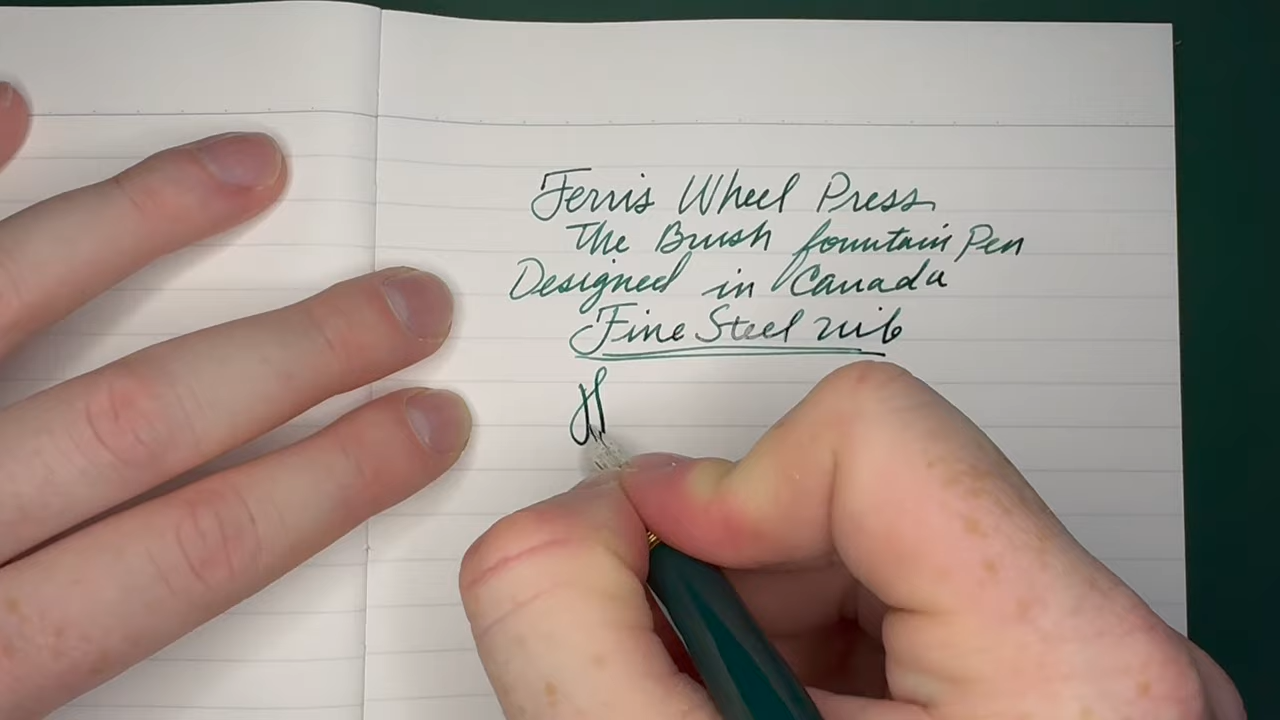 Ferris Wheel Press
The Brush fountain Pen
Designed in Canada
Fine Steel nib